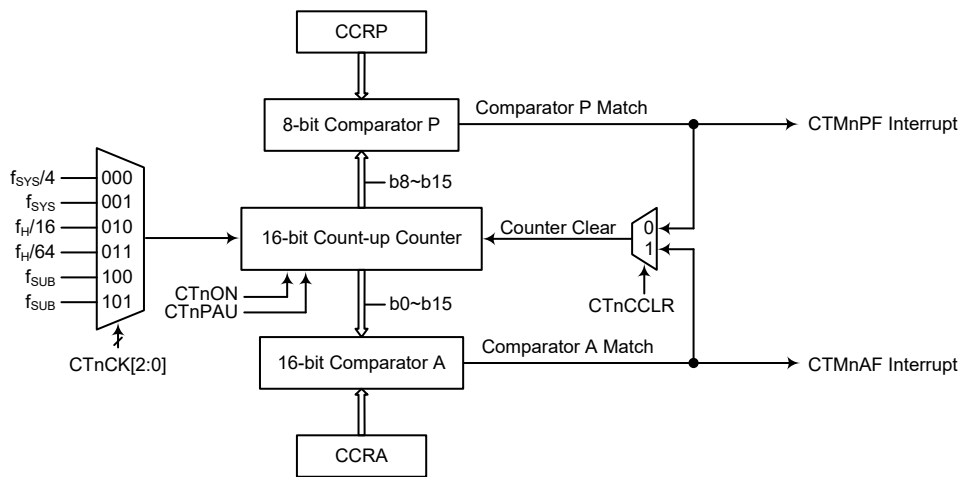 CCRP
8-bit Comparator P
Comparator P Match
CTMnPF Interrupt
b8~b15
fSYS/4
000
fSYS
001
fH/16
010
fH/64
011
fSUB
100
fSUB
101
CTnCK[2:0]
16-bit Count-up Counter
Counter Clear
0
1
CTnCCLR
CTnON
CTnPAU
b0~b15
16-bit Comparator A
Comparator A Match
CTMnAF Interrupt
CCRA